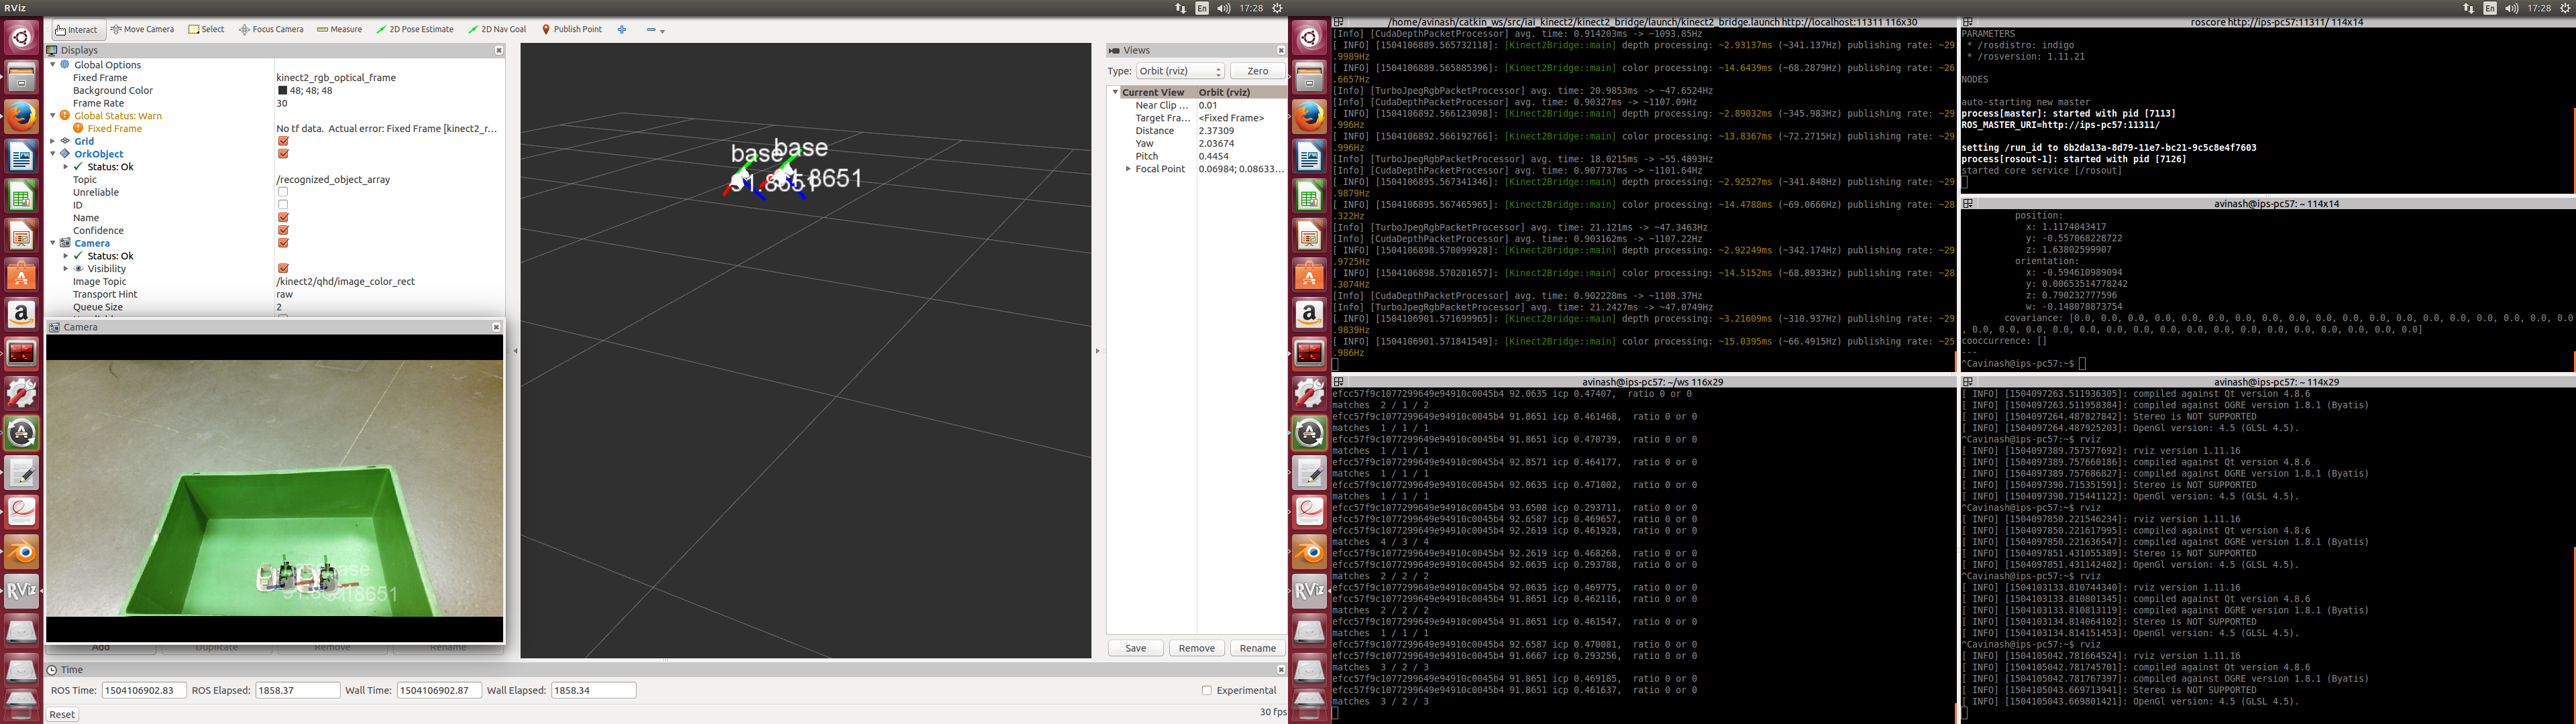 RViz
En
17:28
Interact
Move Camera
Select
Focus Camera
Measure
2D Pose Estimate
2D Nav Goal
Publish Point
Displays
Global Options
Fixed Frame kinect2_rgb_optical_frame
Background Color 48; 48; 48
Frame Rate 30
Global Status: Warn
Fixed Frame No tf data. Actual error: Fixed Frame [kinect2_r...
Grid
OrkObject
Status: Ok
Topic /recognized_object_array
Unreliable
ID
Name
Confidence
Camera
Status: Ok
Visibility
Image Topic /kinect2/qhd/image_color_rect
Transport Hint raw
Queue Size 2
Camera
Add Duplicate Remove Rename
base
base
Views
Type: Orbit (rviz) Zero
Current View Orbit (rviz)
Near Clip ... 0.01
Target Fra... <Fixed Frame>
Distance 2.37309
Yaw 2.03674
Pitch 0.4454
Focal Point 0.06984; 0.08633...
Save Remove Rename
Time
ROS Time: 1504106902.83 ROS Elapsed: 1858.37 Wall Time: 1504106902.87 Wall Elapsed: 1858.34
Experimental
Reset
30 fps
/home/avinash/catkin_ws/src/iai_kinect2/kinect2_bridge/launch/kinect2_bridge.launch http://localhost:11311 116x30
[Info] [CudaDepthPacketProcessor] avg. time: 0.914203ms -> ~1093.85Hz
[ INFO] [1504106889.565732118]: [Kinect2Bridge::main] depth processing: ~2.93137ms (~341.137Hz) publishing rate: ~29
.9989Hz
[ INFO] [1504106889.565885396]: [Kinect2Bridge::main] color processing: ~14.6439ms (~68.2879Hz) publishing rate: ~26
.6657Hz
[Info] [TurboJpegRgbPacketProcessor] avg. time: 20.9853ms -> ~47.6524Hz
[Info] [CudaDepthPacketProcessor] avg. time: 0.90327ms -> ~1107.09Hz
[ INFO] [1504106892.566123098]: [Kinect2Bridge::main] depth processing: ~2.89032ms (~345.983Hz) publishing rate: ~29
.996Hz
[ INFO] [1504106892.566192766]: [Kinect2Bridge::main] color processing: ~13.8367ms (~72.2715Hz) publishing rate: ~29
.996Hz
[Info] [TurboJpegRgbPacketProcessor] avg. time: 18.0215ms -> ~55.4893Hz
[Info] [CudaDepthPacketProcessor] avg. time: 0.907737ms -> ~1101.64Hz
[ INFO] [1504106895.567341346]: [Kinect2Bridge::main] depth processing: ~2.92527ms (~341.848Hz) publishing rate: ~29
.9879Hz
[ INFO] [1504106895.567465965]: [Kinect2Bridge::main] color processing: ~14.4788ms (~69.0666Hz) publishing rate: ~28
.322Hz
[Info] [TurboJpegRgbPacketProcessor] avg. time: 21.121ms -> ~47.3463Hz
[Info] [CudaDepthPacketProcessor] avg. time: 0.903162ms -> ~1107.22Hz
[ INFO] [1504106898.570099928]: [Kinect2Bridge::main] depth processing: ~2.92249ms (~342.174Hz) publishing rate: ~29
.9725Hz
[ INFO] [1504106898.570201657]: [Kinect2Bridge::main] color processing: ~14.5152ms (~68.8933Hz) publishing rate: ~28
.3074Hz
[Info] [CudaDepthPacketProcessor] avg. time: 0.902228ms -> ~1108.37Hz
[Info] [TurboJpegRgbPacketProcessor] avg. time: 21.2427ms -> ~47.0749Hz
[ INFO] [1504106901.571699965]: [Kinect2Bridge::main] depth processing: ~3.21609ms (~310.937Hz) publishing rate: ~29
.9839Hz
[ INFO] [1504106901.571841549]: [Kinect2Bridge::main] color processing: ~15.0395ms (~66.4915Hz) publishing rate: ~25
.986Hz
avinash@ips-pc57: ~/ws 116x29
efcc57f9c1077299649e94910c0045b4 92.0635 icp 0.47407, ratio 0 or 0
matches 2 / 1 / 2
efcc57f9c1077299649e94910c0045b4 91.8651 icp 0.461468, ratio 0 or 0
matches 1 / 1 / 1
efcc57f9c1077299649e94910c0045b4 91.8651 icp 0.470739, ratio 0 or 0
matches 1 / 1 / 1
efcc57f9c1077299649e94910c0045b4 92.8571 icp 0.464177, ratio 0 or 0
matches 1 / 1 / 1
efcc57f9c1077299649e94910c0045b4 92.0635 icp 0.471002, ratio 0 or 0
matches 1 / 1 / 1
efcc57f9c1077299649e94910c0045b4 93.6508 icp 0.293711, ratio 0 or 0
efcc57f9c1077299649e94910c0045b4 92.6587 icp 0.469657, ratio 0 or 0
efcc57f9c1077299649e94910c0045b4 92.2619 icp 0.461928, ratio 0 or 0
matches 4 / 3 / 4
efcc57f9c1077299649e94910c0045b4 92.2619 icp 0.468268, ratio 0 or 0
efcc57f9c1077299649e94910c0045b4 92.0635 icp 0.293788, ratio 0 or 0
matches 2 / 2 / 2
efcc57f9c1077299649e94910c0045b4 92.0635 icp 0.469775, ratio 0 or 0
efcc57f9c1077299649e94910c0045b4 91.8651 icp 0.462116, ratio 0 or 0
matches 2 / 2 / 2
efcc57f9c1077299649e94910c0045b4 91.8651 icp 0.461547, ratio 0 or 0
matches 1 / 1 / 1
efcc57f9c1077299649e94910c0045b4 92.6587 icp 0.470081, ratio 0 or 0
efcc57f9c1077299649e94910c0045b4 91.6667 icp 0.293256, ratio 0 or 0
matches 3 / 2 / 3
efcc57f9c1077299649e94910c0045b4 91.8651 icp 0.469185, ratio 0 or 0
efcc57f9c1077299649e94910c0045b4 91.8651 icp 0.461637, ratio 0 or 0
matches 3 / 2 / 3
En
17:28
roscore http://ips-pc57:11311/ 114x14
PARAMETERS
* /rosdistro: indigo
* /rosversion: 1.11.21
NODES
auto-starting new master
process[master]: started with pid [7113]
ROS_MASTER_URI=http://ips-pc57:11311/
setting /run_id to 6b2da13a-8d79-11e7-bc21-9c5c8e4f7603
process[rosout-1]: started with pid [7126]
started core service [/rosout]
avinash@ips-pc57: ~ 114x14
position:
x: 1.1174043417
y: -0.557068228722
z: 1.63802599907
orientation:
x: -0.594610989094
y: 0.00653514778242
z: 0.790232777596
w: -0.148078873754
covariance: [0.0, 0.0, 0.0, 0.0, 0.0, 0.0, 0.0, 0.0, 0.0, 0.0, 0.0, 0.0, 0.0, 0.0, 0.0, 0.0, 0.0, 0.0, 0.0
, 0.0, 0.0, 0.0, 0.0, 0.0, 0.0, 0.0, 0.0, 0.0, 0.0, 0.0, 0.0, 0.0, 0.0, 0.0, 0.0, 0.0]
cooccurrence: []
---
^Cavinash@ips-pc57:~$
avinash@ips-pc57: ~ 114x29
[ INFO] [1504097263.511936305]: compiled against Qt version 4.8.6
[ INFO] [1504097263.511958384]: compiled against OGRE version 1.8.1 (Byatis)
[ INFO] [1504097264.487827842]: Stereo is NOT SUPPORTED
[ INFO] [1504097264.487925203]: OpenGl version: 4.5 (GLSL 4.5).
^Cavinash@ips-pc57:~$ rviz
[ INFO] [1504097389.757577692]: rviz version 1.11.16
[ INFO] [1504097389.757660186]: compiled against Qt version 4.8.6
[ INFO] [1504097389.757686827]: compiled against OGRE version 1.8.1 (Byatis)
[ INFO] [1504097390.715351591]: Stereo is NOT SUPPORTED
[ INFO] [1504097390.715441122]: OpenGl version: 4.5 (GLSL 4.5).
^Cavinash@ips-pc57:~$ rviz
[ INFO] [1504097850.221546234]: rviz version 1.11.16
[ INFO] [1504097850.221617995]: compiled against Qt version 4.8.6
[ INFO] [1504097850.221636547]: compiled against OGRE version 1.8.1 (Byatis)
[ INFO] [1504097851.431055389]: Stereo is NOT SUPPORTED
[ INFO] [1504097851.431142402]: OpenGl version: 4.5 (GLSL 4.5).
^Cavinash@ips-pc57:~$ rviz
[ INFO] [1504103133.810744340]: rviz version 1.11.16
[ INFO] [1504103133.810801345]: compiled against Qt version 4.8.6
[ INFO] [1504103133.810813119]: compiled against OGRE version 1.8.1 (Byatis)
[ INFO] [1504103134.814064102]: Stereo is NOT SUPPORTED
[ INFO] [1504103134.814151453]: OpenGl version: 4.5 (GLSL 4.5).
^Cavinash@ips-pc57:~$ rviz
[ INFO] [1504105042.781664524]: rviz version 1.11.16
[ INFO] [1504105042.781745701]: compiled against Qt version 4.8.6
[ INFO] [1504105042.781767397]: compiled against OGRE version 1.8.1 (Byatis)
[ INFO] [1504105043.669713941]: Stereo is NOT SUPPORTED
[ INFO] [1504105043.669801421]: OpenGl version: 4.5 (GLSL 4.5).